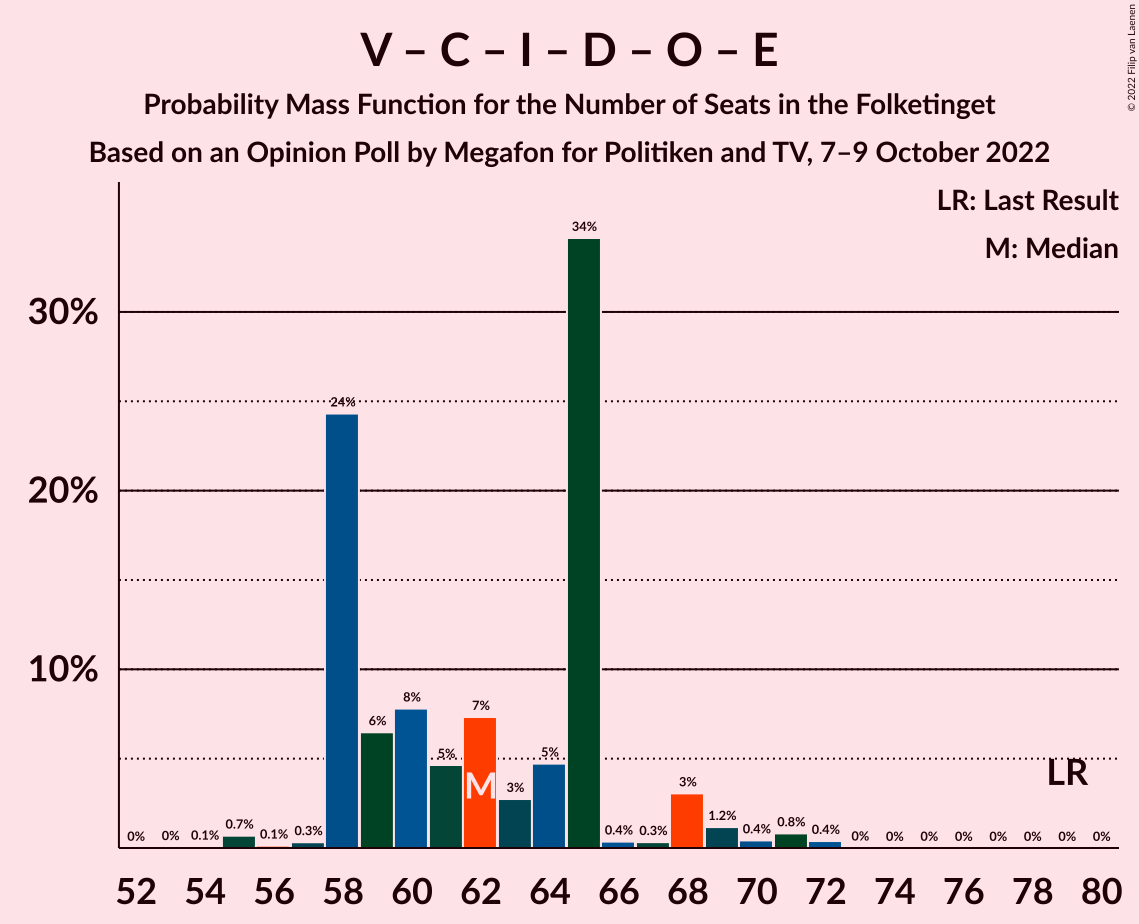 V – C – I – D – O – E
Probability Mass Function for the Number of Seats in the Folketinget
Based on an Opinion Poll by Megafon for Politiken and TV, 7–9 October 2022
© 2022 Filip van Laenen
LR: Last Result
M: Median
30%
20%
10%
0% 0% 0.1% 0.7% 0.1% 0.3% 24% 6% 8% 5% 7% 3% 5% 34% 0.4% 0.3% 3% 1.2% 0.4% 0.8% 0.4% 0% 0% 0% 0% 0% 0% 0% 0%
M
LR
52 54 56 58 60 62 64 66 68 70 72 74 76 78 80